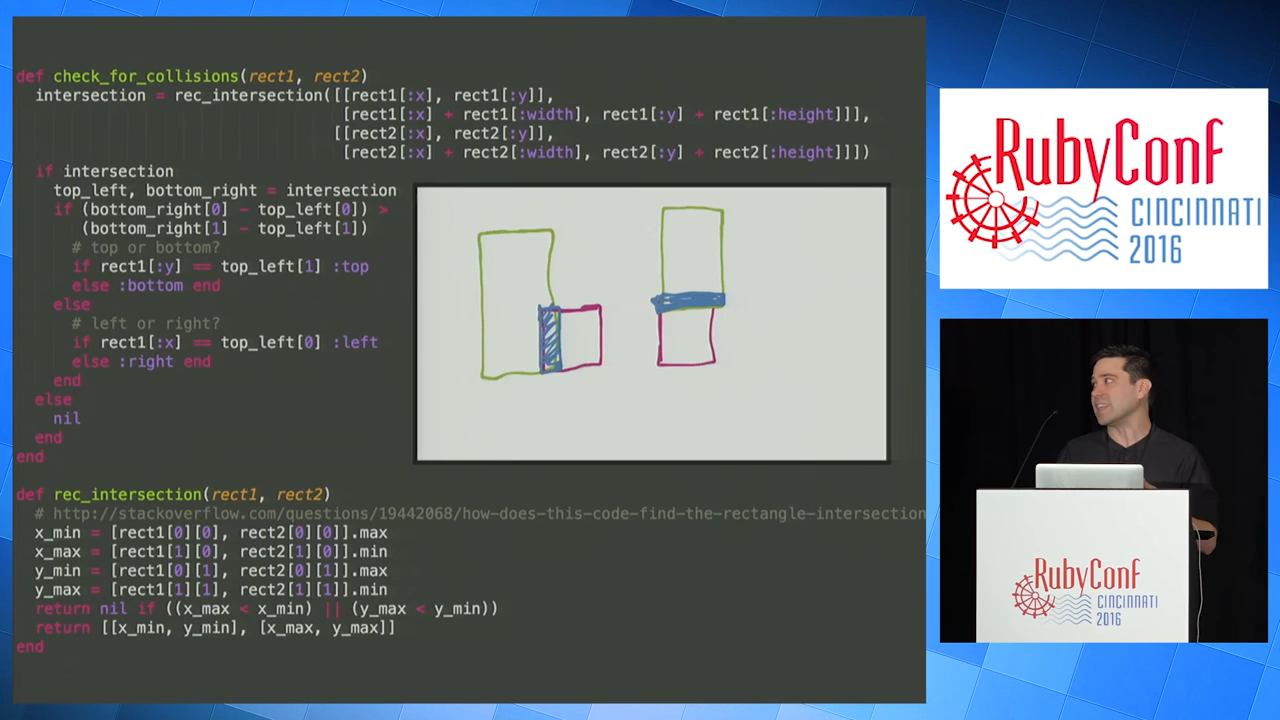 def check_for_collisions(rect1, rect2)
  intersection = rec_intersection([[rect1[:x], rect1[:y]],
                                   [rect1[:x] + rect1[:width], rect1[:y] + rect1[:height]]],
                                  [[rect2[:x], rect2[:y]],
                                   [rect2[:x] + rect2[:width], rect2[:y] + rect2[:height]]])
  if intersection
    top_left, bottom_right = intersection
    if (bottom_right[0] - top_left[0]) >
       (bottom_right[1] - top_left[1])
      # top or bottom?
      if rect1[:y] == top_left[1] :top
      else :bottom end
    else
      # left or right?
      if rect1[:x] == top_left[0] :left
      else :right end
    end
  else
    nil
  end
end
def rec_intersection(rect1, rect2)
  # http://stackoverflow.com/questions/19442068/how-does-this-code-find-the-rectangle-intersection
  x_min = [rect1[0][0], rect2[0][0]].max
  x_max = [rect1[1][0], rect2[1][0]].min
  y_min = [rect1[0][1], rect2[0][1]].max
  y_max = [rect1[1][1], rect2[1][1]].min
  return nil if ((x_max < x_min) || (y_max < y_min))
  return [[x_min, y_min], [x_max, y_max]]
end
RubyConf
CINCINNATI
2016
RubyConf
CINCINNATI
2016